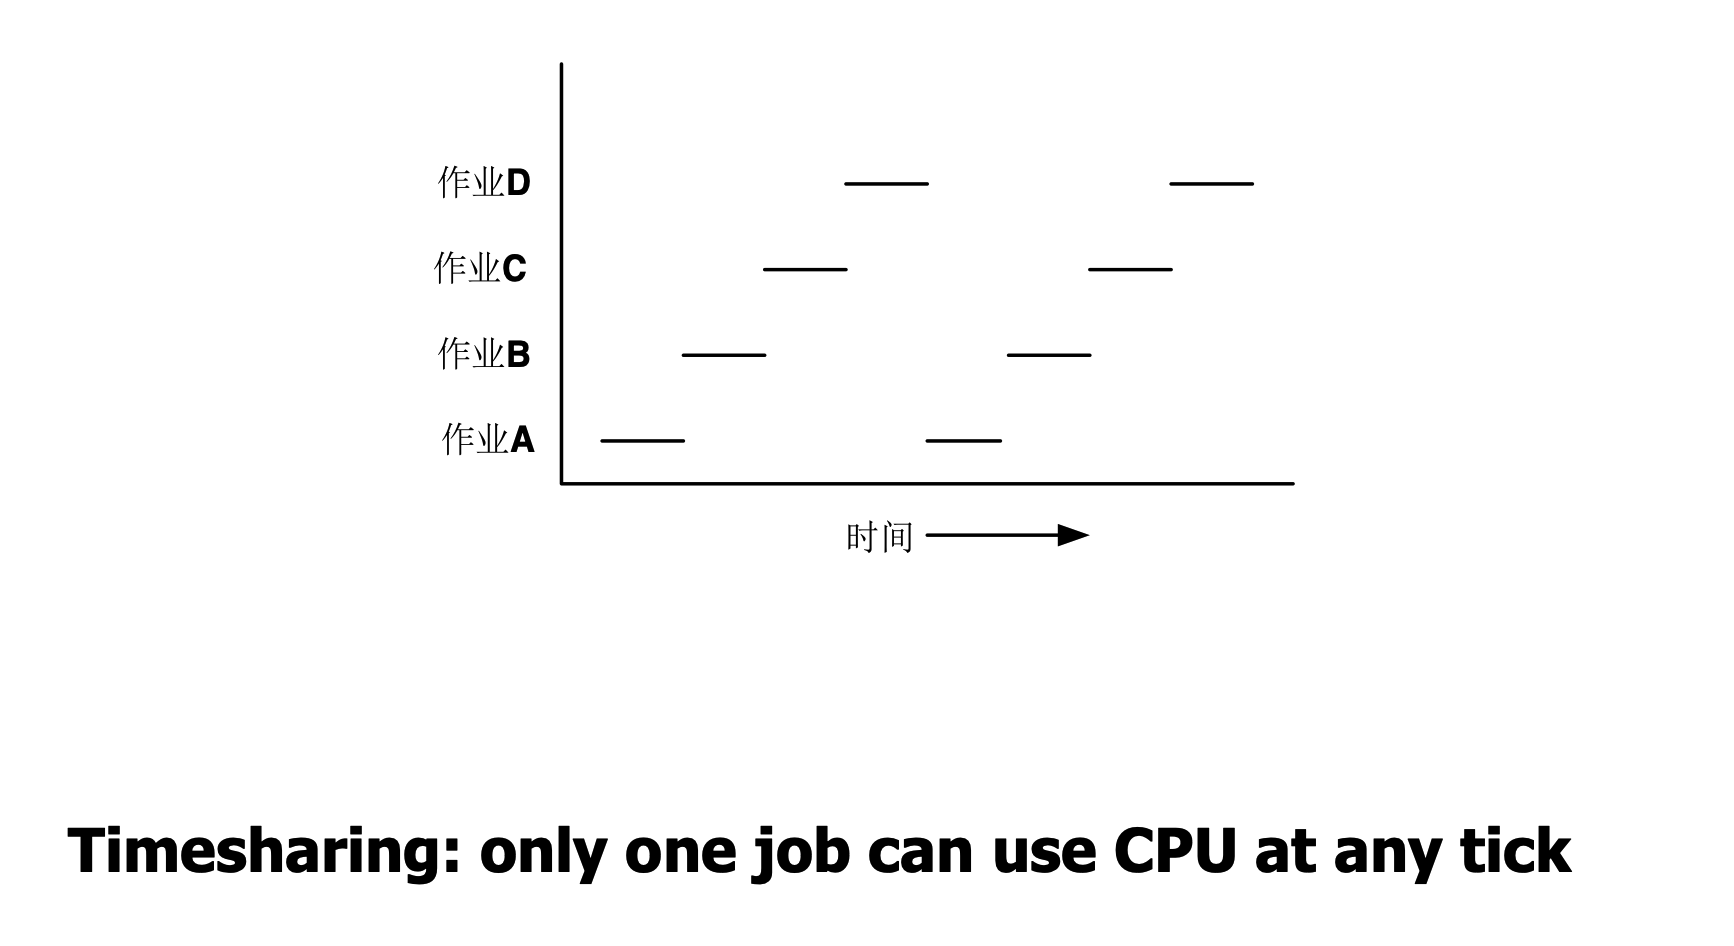 作业D
作业C
作业B
作业A
时间
Timesharing: only one job can use CPU at any tick